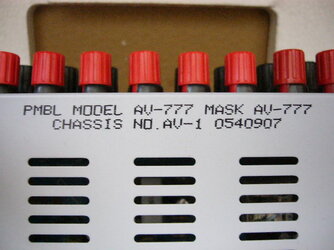 PMBL MODEL AV-777 MASK AV-777
CHASSIS NO.AV-1 0540907